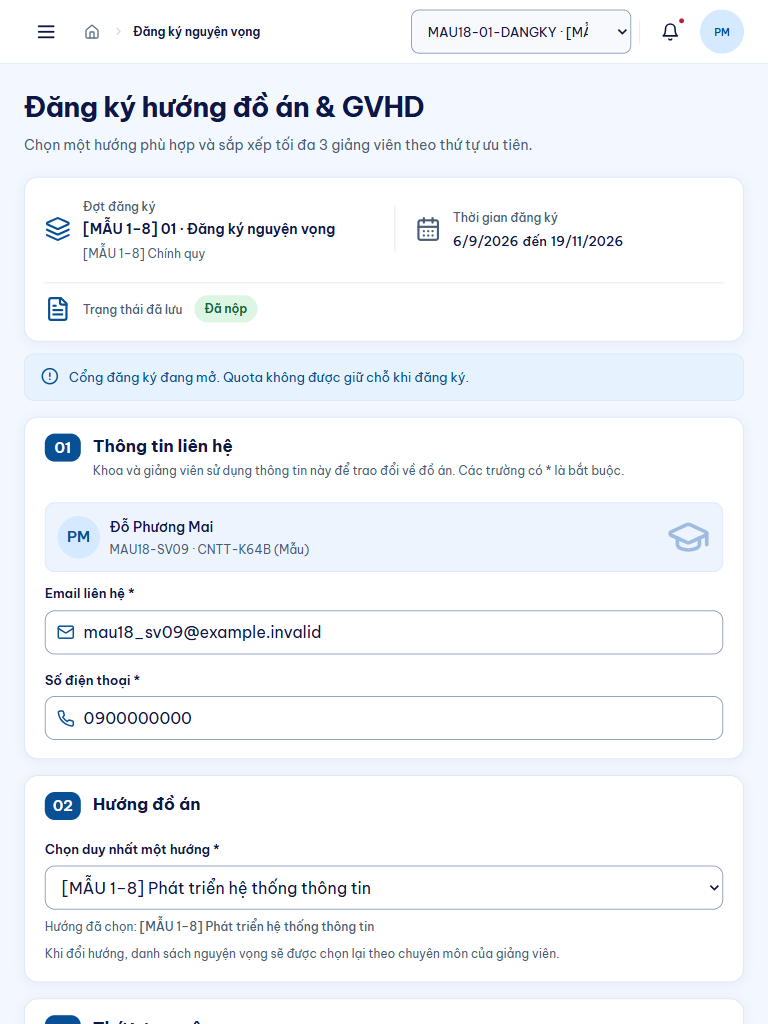 Đăng ký nguyện vọng
MAU18-01-DANGKY · [MẪ
PM
Đăng ký hướng đồ án & GVHD
Chọn một hướng phù hợp và sắp xếp tối đa 3 giảng viên theo thứ tự ưu tiên.
Đợt đăng ký
[MẪU 1–8] 01 · Đăng ký nguyện vọng
[MẪU 1–8] Chính quy
Thời gian đăng ký
6/9/2026 đến 19/11/2026
Trạng thái đã lưu
Đã nộp
Cổng đăng ký đang mở. Quota không được giữ chỗ khi đăng ký.
01
Thông tin liên hệ
Khoa và giảng viên sử dụng thông tin này để trao đổi về đồ án. Các trường có * là bắt buộc.
PM
Đỗ Phương Mai
MAU18-SV09 · CNTT-K64B (Mẫu)
Email liên hệ *
mau18_sv09@example.invalid
Số điện thoại *
0900000000
02
Hướng đồ án
Chọn duy nhất một hướng *
[MẪU 1–8] Phát triển hệ thống thông tin
Hướng đã chọn: [MẪU 1–8] Phát triển hệ thống thông tin
Khi đổi hướng, danh sách nguyện vọng sẽ được chọn lại theo chuyên môn của giảng viên.